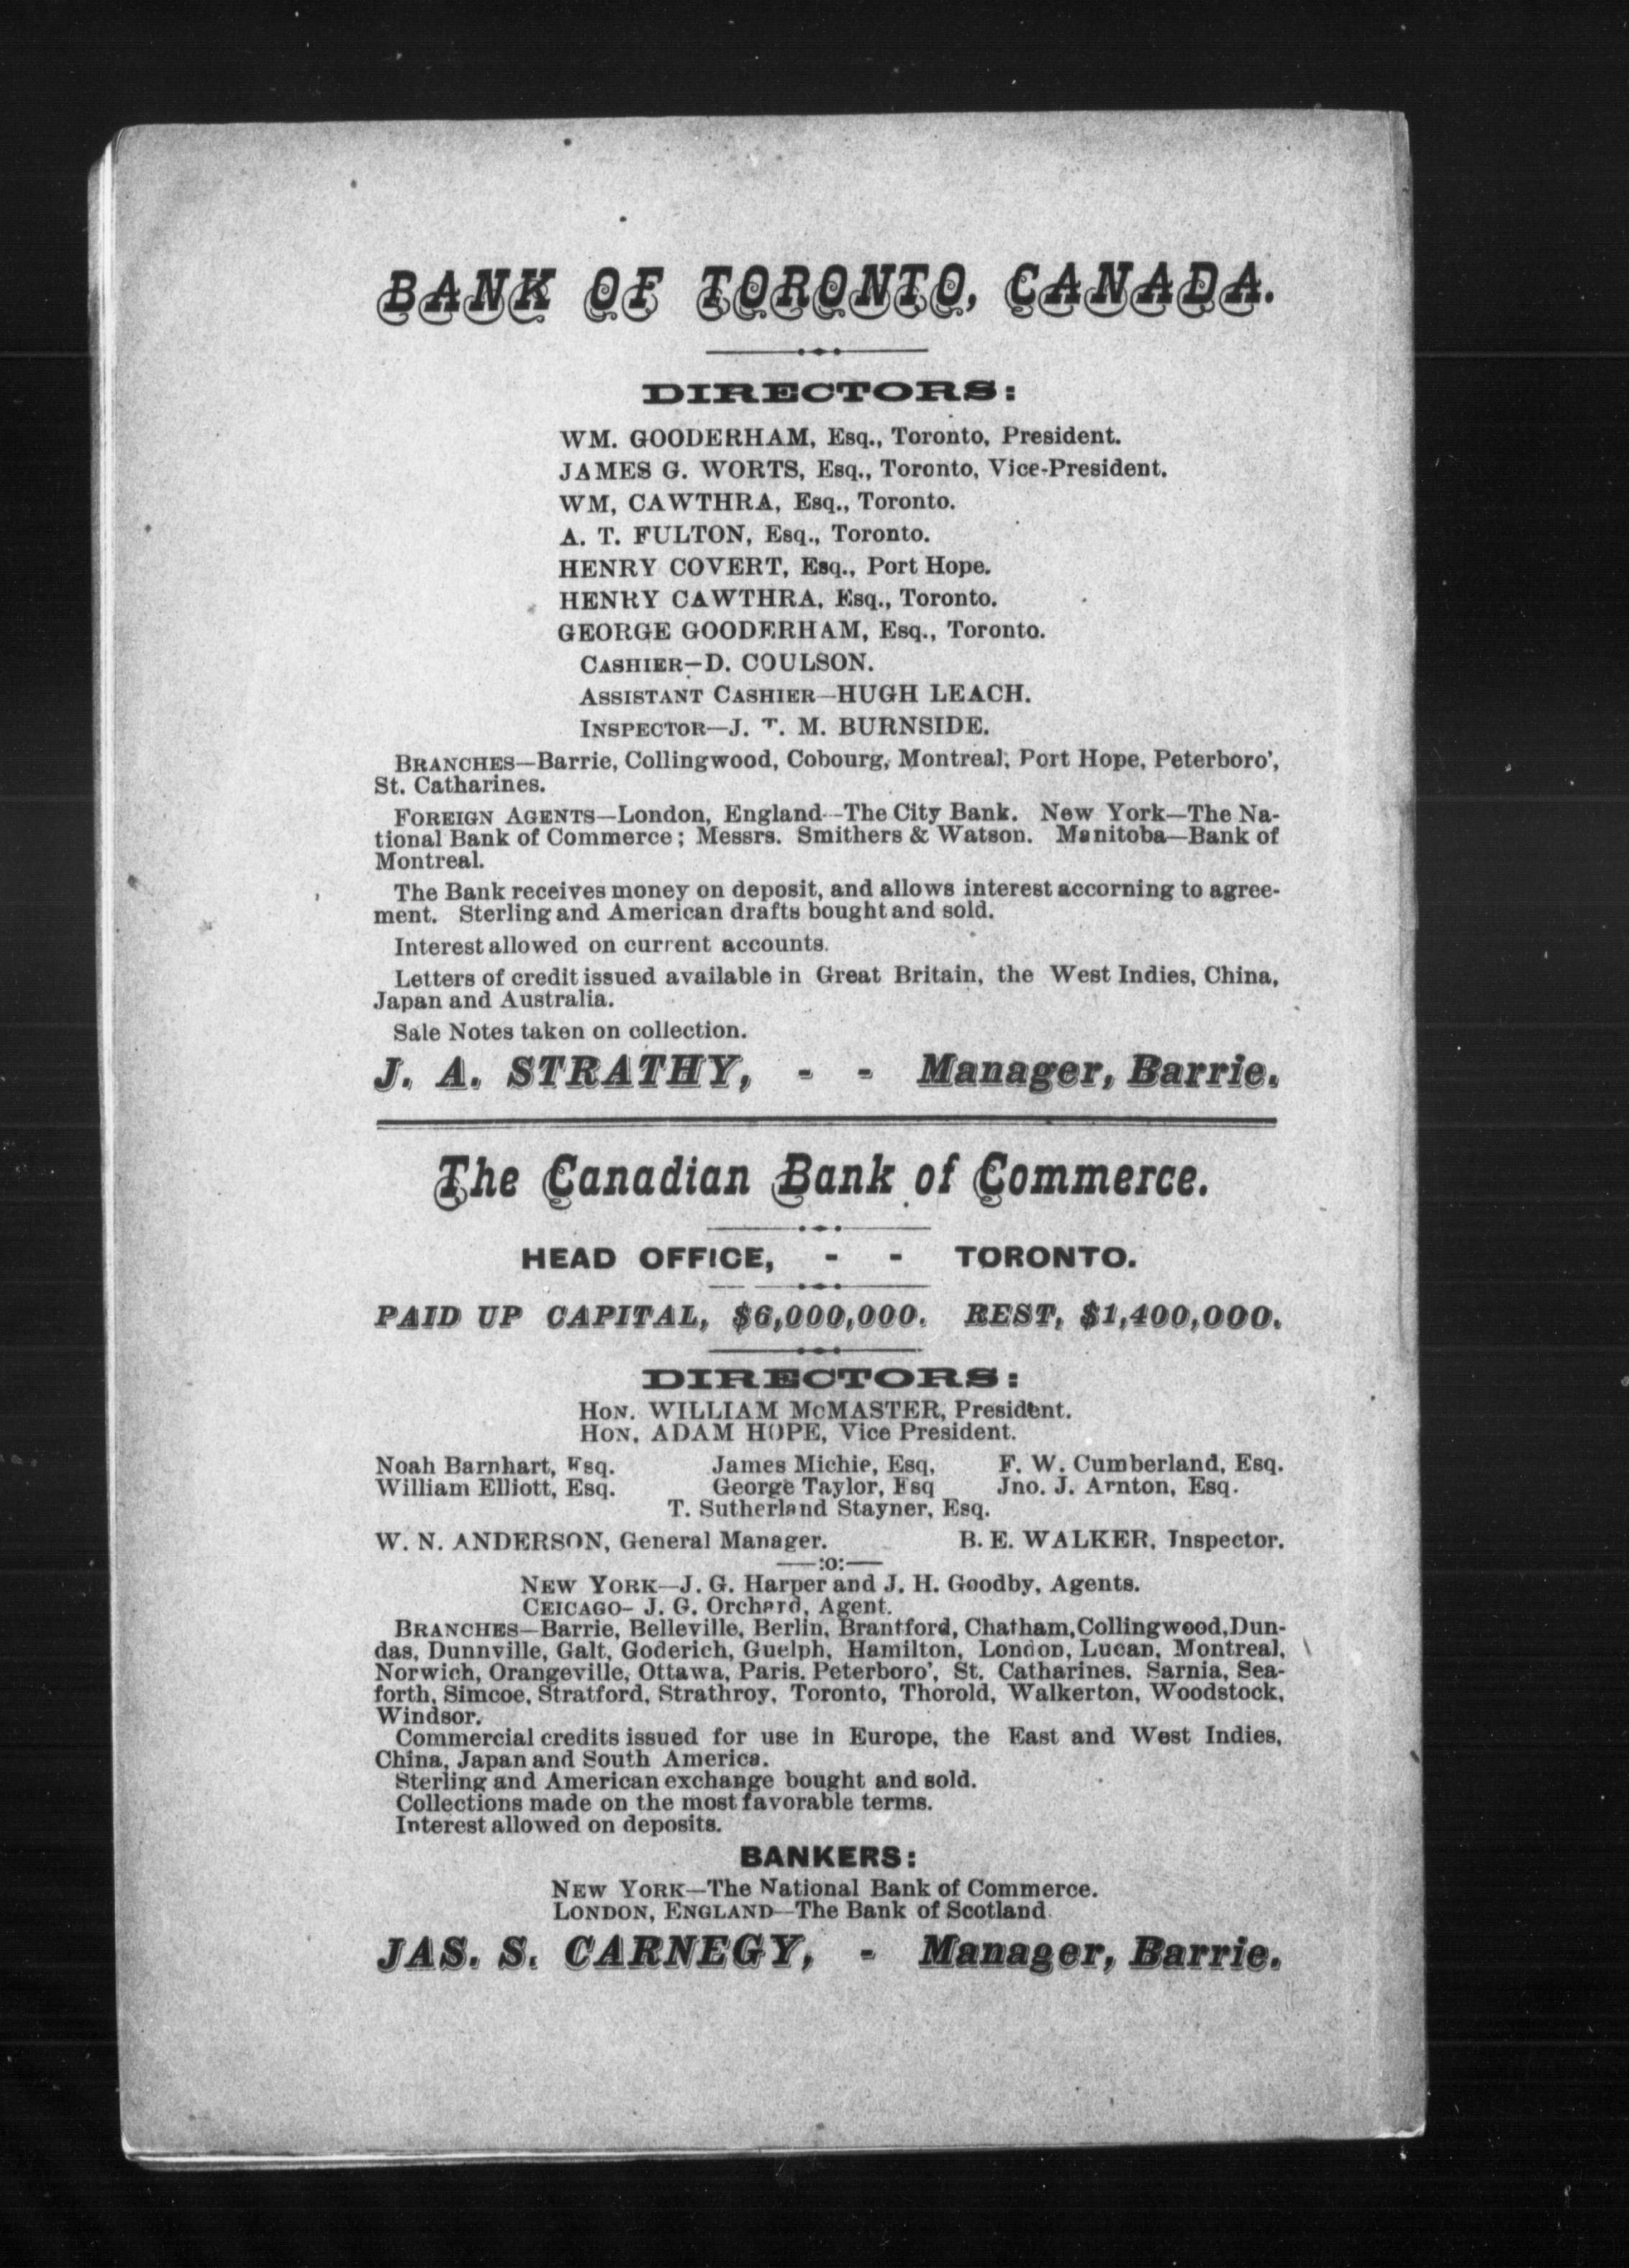 BANK OF TORONTO, CANADA.
DIRECTORS:
WM. GOODERHAM, Esq., Toronto, President.
JAMES G. WORTS, Esq., Toronto, Vice-President.
WM, CAWTHRA, Esq., Toronto.
A. T. FULTON, Esq., Toronto.
HENRY COVERT, Esq., Port Hope.
HENRY CAWTHRA, Esq., Toronto.
GEORGE GOODERHAM, Esq., Toronto.
CASHIER—D. COULSON.
ASSISTANT CASHIER—HUGH LEACH.
INSPECTOR—J. T. M. BURNSIDE.
BRANCHES—Barrie, Collingwood, Cobourg, Montreal, Port Hope, Peterboro',
St. Catharines.
FOREIGN AGENTS—London, England—The City Bank. New York—The Na-
tional Bank of Commerce; Messrs. Smithers & Watson. Manitoba—Bank of
Montreal.
The Bank receives money on deposit, and allows interest accorning to agree-
ment. Sterling and American drafts bought and sold.
Interest allowed on current accounts.
Letters of credit issued available in Great Britain, the West Indies, China,
Japan and Australia.
Sale Notes taken on collection.
J. A. STRATHY, - - Manager, Barrie.
The Canadian Bank of Commerce.
HEAD OFFICE, - - TORONTO.
PAID UP CAPITAL, $6,000,000. REST, $1,400,000.
DIRECTORS:
HON. WILLIAM McMASTER, President.
HON. ADAM HOPE, Vice President.
Noah Barnhart, Esq. James Michie, Esq. F. W. Cumberland, Esq.
William Elliott, Esq. George Taylor, Esq Jno. J. Arnton, Esq.
T. Sutherland Stayner, Esq.
W. N. ANDERSON, General Manager. B. E. WALKER, Inspector.
—:o:—
NEW YORK—J. G. Harper and J. H. Goodby, Agents.
CEICAGO— J. G. Orchard, Agent.
BRANCHES—Barrie, Belleville, Berlin, Brantford, Chatham, Collingwood, Dun-
das, Dunnville, Galt, Goderich, Guelph, Hamilton, London, Lucan, Montreal,
Norwich, Orangeville, Ottawa, Paris. Peterboro', St. Catharines. Sarnia, Sea-
forth, Simcoe, Stratford, Strathroy, Toronto, Thorold, Walkerton, Woodstock,
Windsor.
Commercial credits issued for use in Europe, the East and West Indies,
China, Japan and South America.
Sterling and American exchange bought and sold.
Collections made on the most favorable terms.
Interest allowed on deposits.
BANKERS:
NEW YORK—The National Bank of Commerce.
LONDON, ENGLAND—The Bank of Scotland.
JAS. S. CARNEGY, - Manager, Barrie.